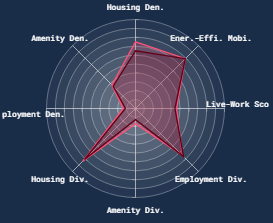 Housing Den.
Amenity Den.
Ener.-Effi. Mobi.
Live-Work Sco
ployment Den.
Housing Div.
Employment Div.
Amenity Div.